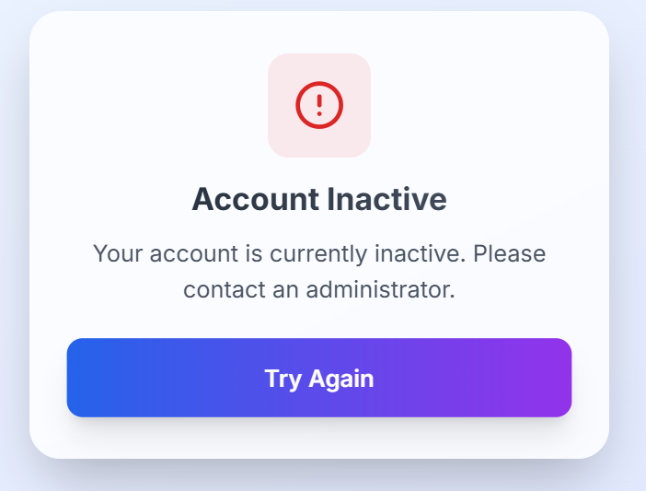 Account Inactive
Your account is currently inactive. Please
contact an administrator.
Try Again